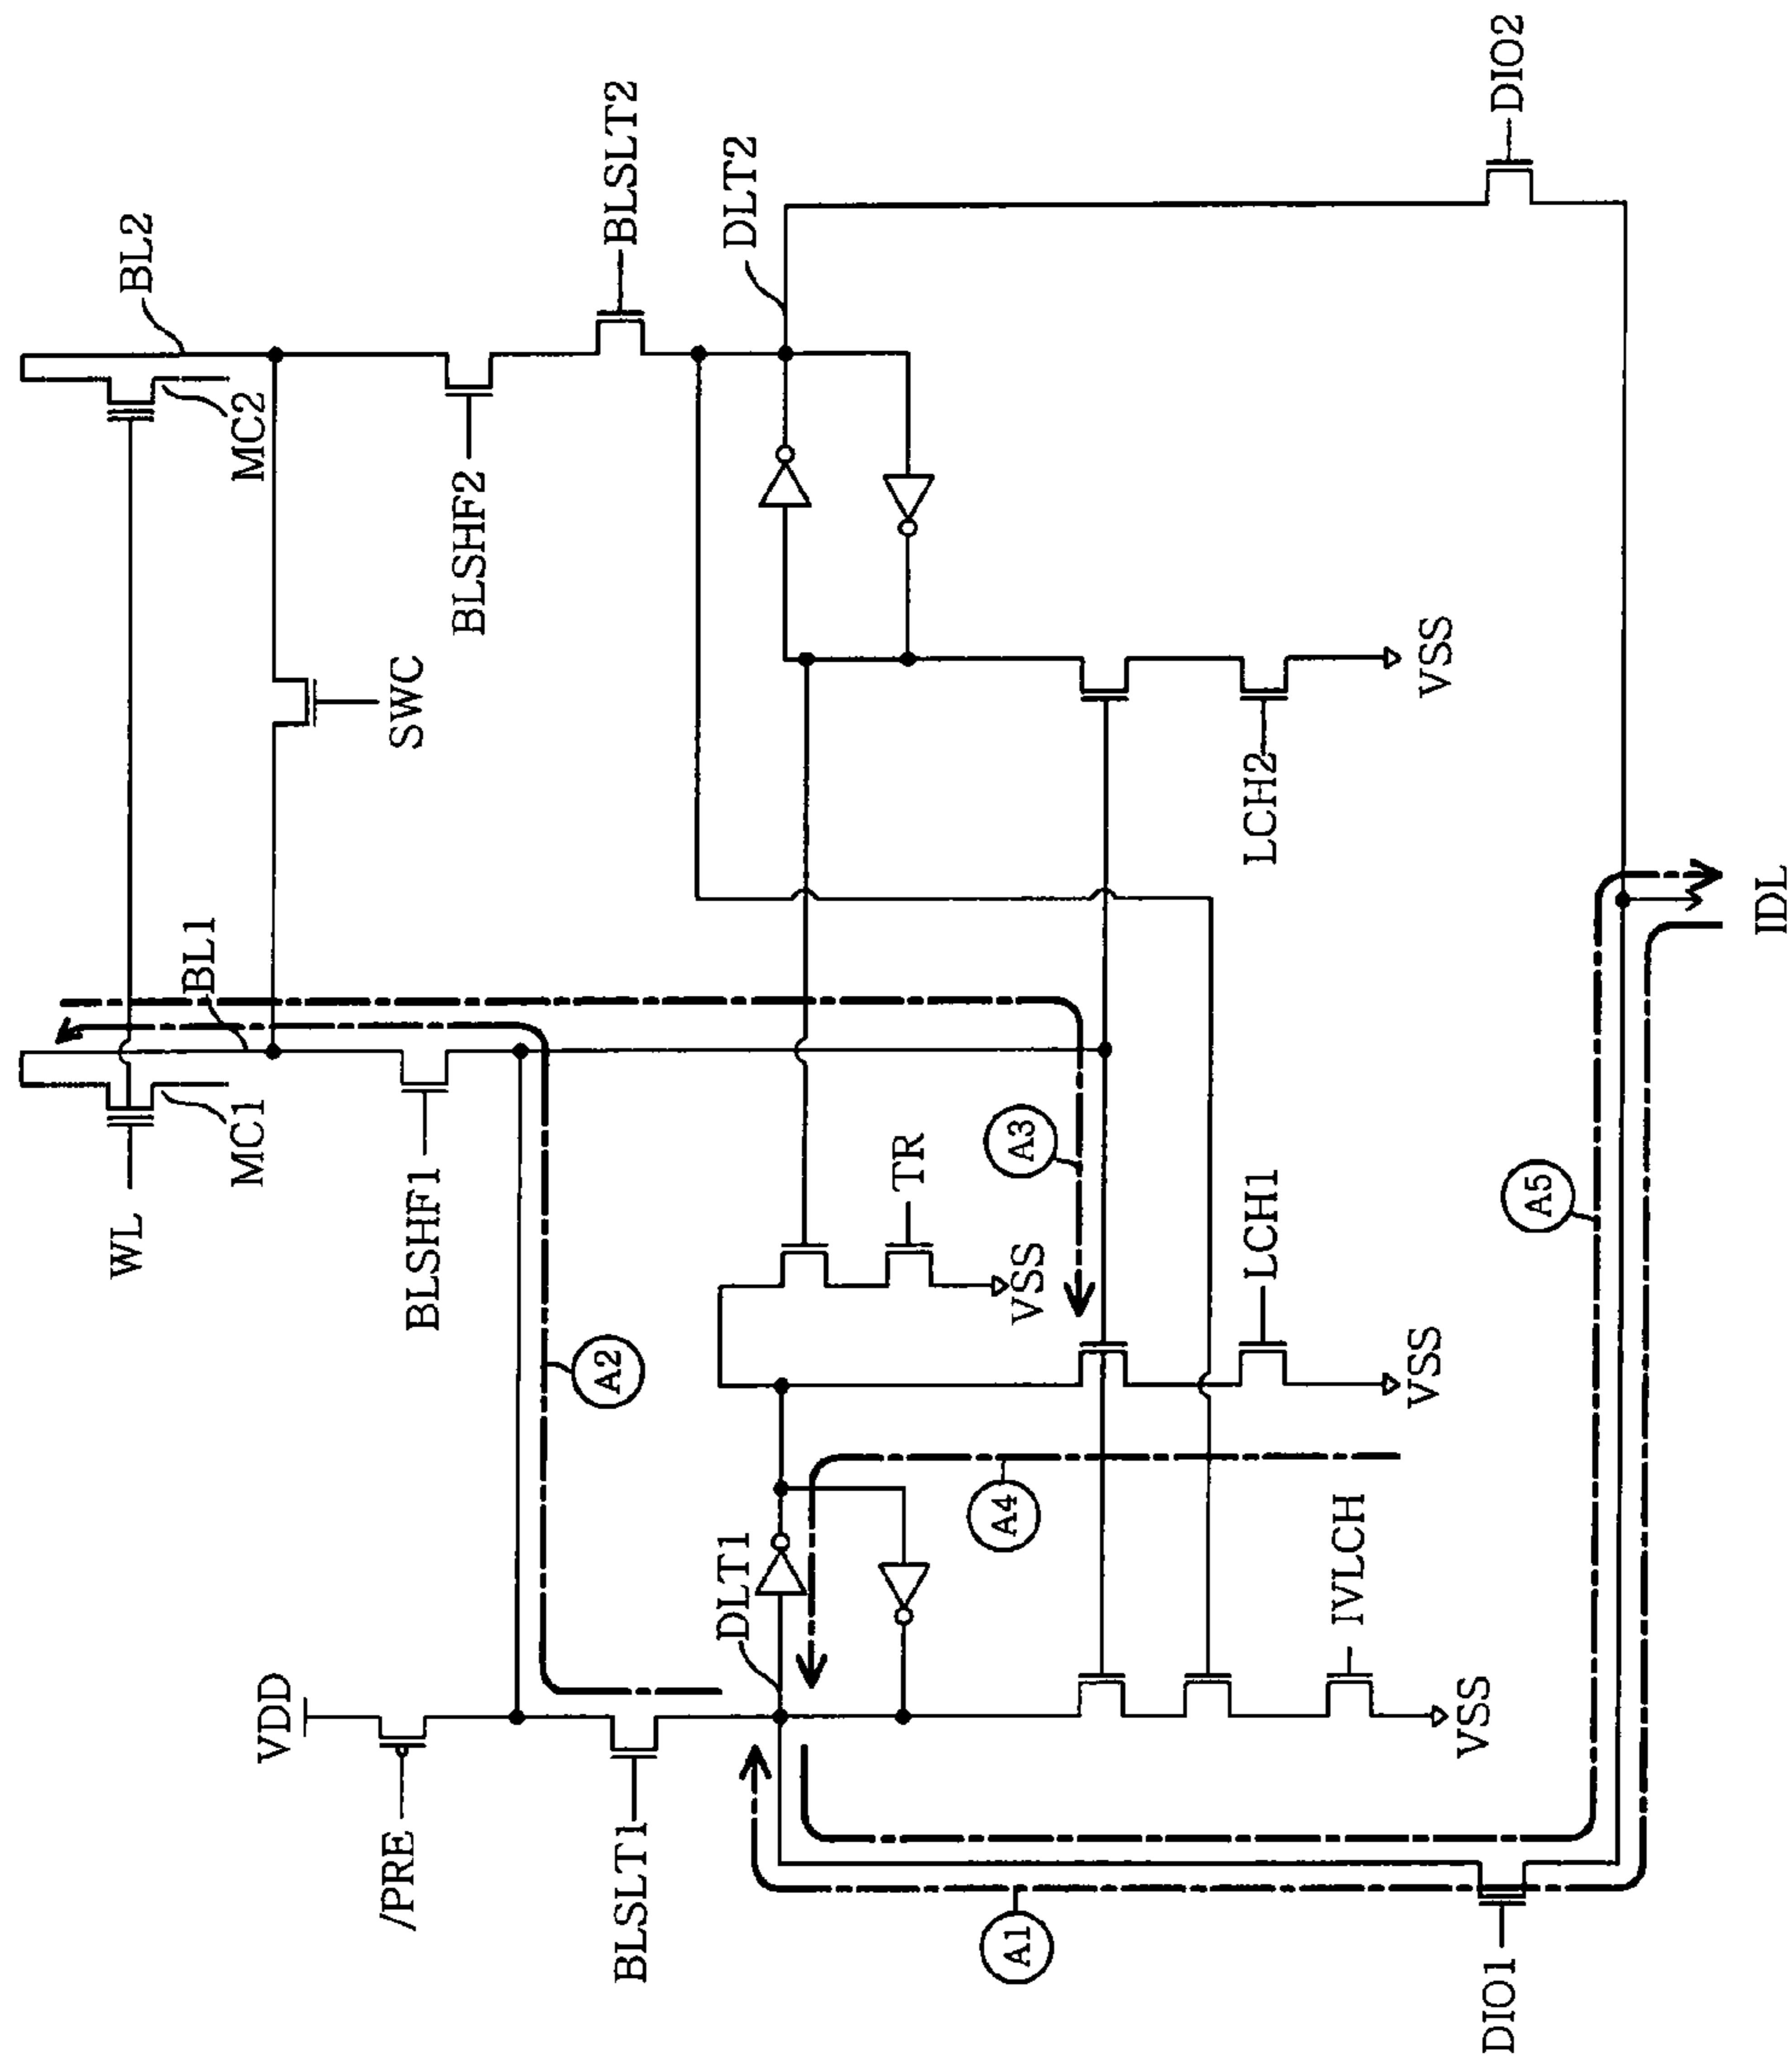 BL2
BLSLT2
DLT2
DIO2
MC2
BLSHF2
SWC
VSS
LCH2
BL1
WL
MC1
BLSHF1
TR
VSS
A3
LCH1
VSS
A5
IDL
A2
A4
DLT1
IVLCH
VSS
VDD
/PRE
BLSLT1
A1
DIO1